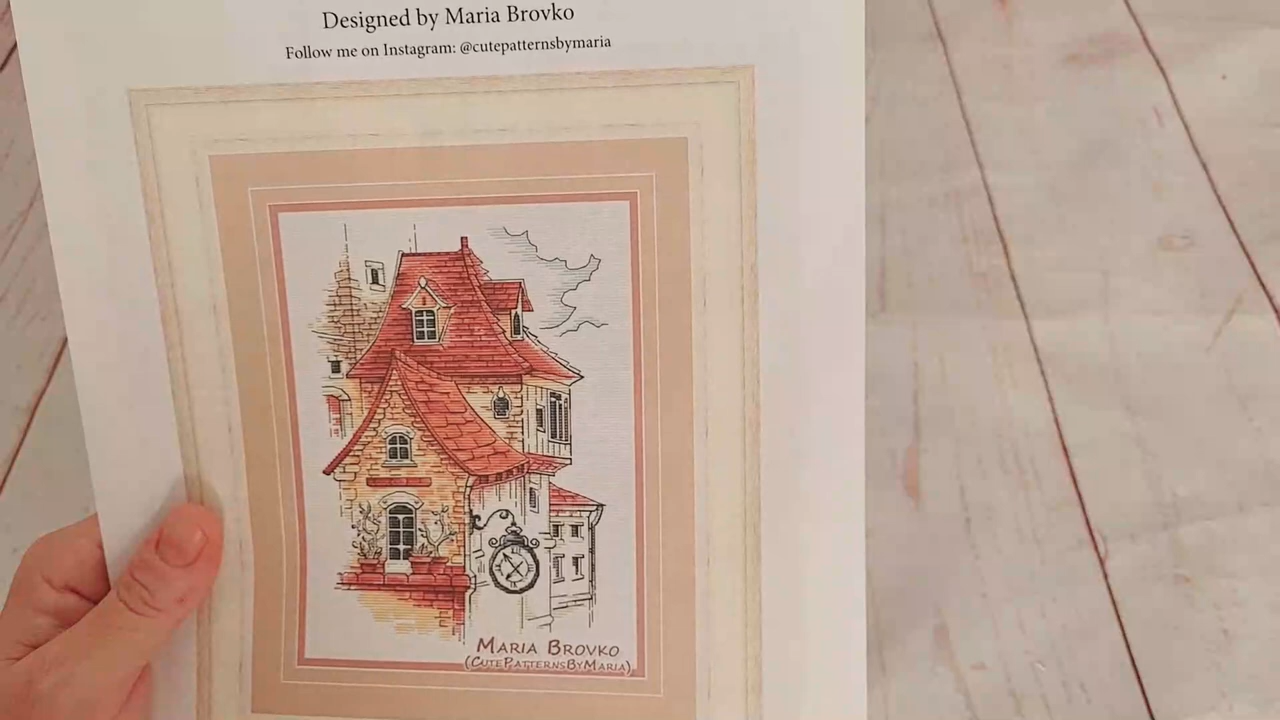 Designed by Maria Brovko
Follow me on Instagram: @cutepatternsbymaria
Maria Brovko
(CutePatternsByMaria)